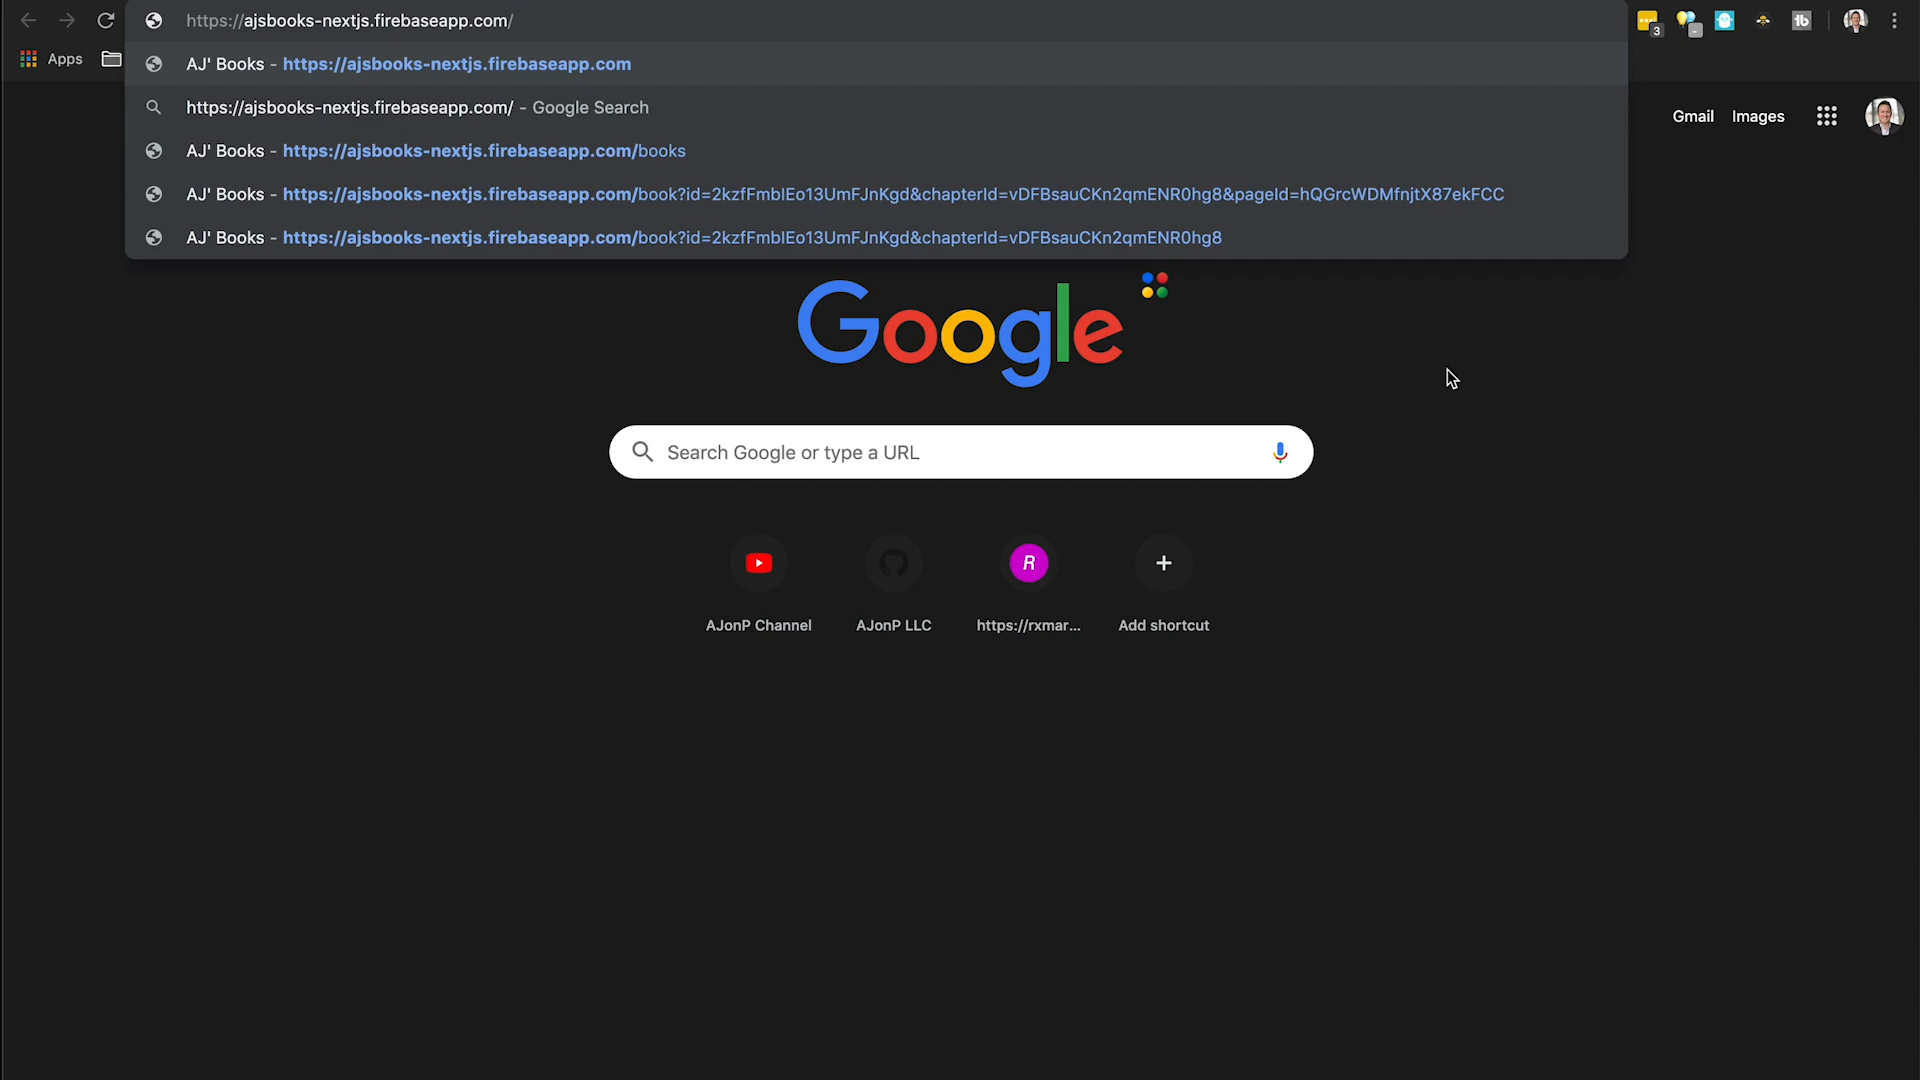 https://ajsbooks-nextjs.firebaseapp.com/
3
Apps
AJ' Books - https://ajsbooks-nextjs.firebaseapp.com
https://ajsbooks-nextjs.firebaseapp.com/ - Google Search
AJ' Books - https://ajsbooks-nextjs.firebaseapp.com/books
AJ' Books - https://ajsbooks-nextjs.firebaseapp.com/book?id=2kzfFmbIEo13UmFJnKgd&chapterId=vDFBsauCKn2qmENR0hg8&pageId=hQGrcWDMfnjtX87ekFCC
AJ' Books - https://ajsbooks-nextjs.firebaseapp.com/book?id=2kzfFmbIEo13UmFJnKgd&chapterId=vDFBsauCKn2qmENR0hg8
Gmail Images
Google
Search Google or type a URL
R
AJonP Channel
AJonP LLC
https://rxmar...
Add shortcut